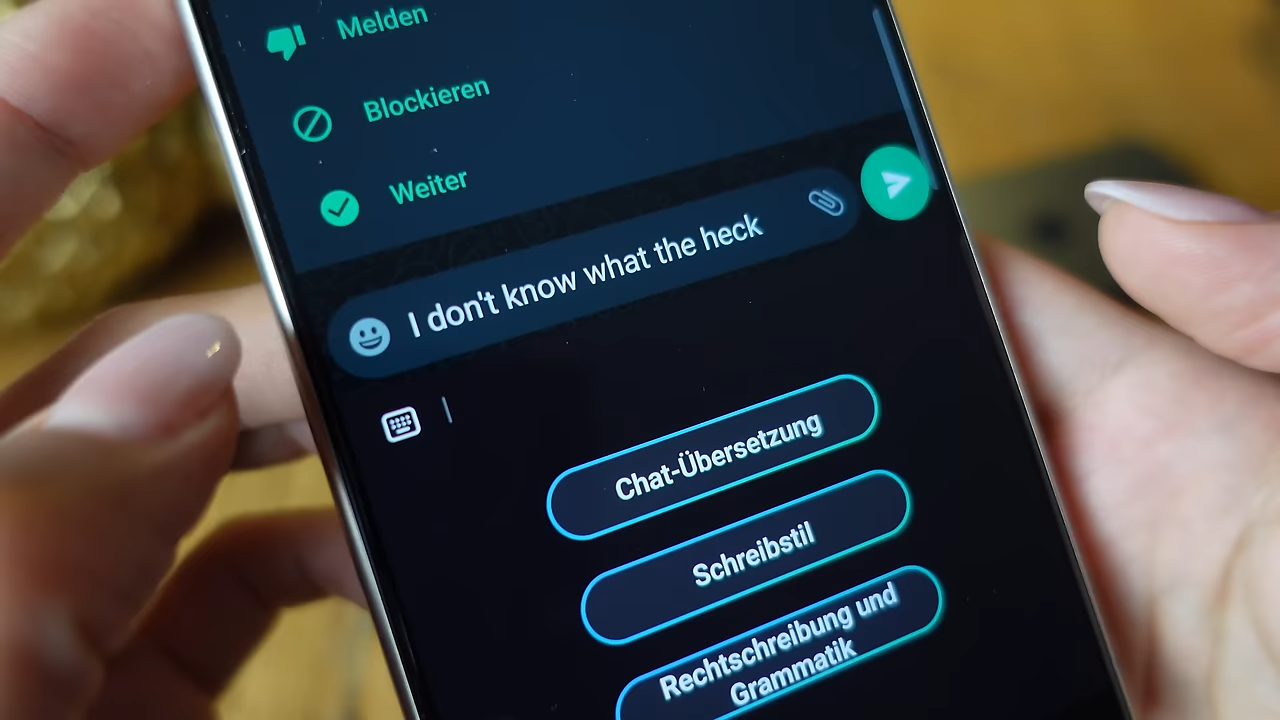 Melden
Blockieren
Weiter
I don't know what the heck
Chat-Übersetzung
Schreibstil
Rechtschreibung und
Grammatik